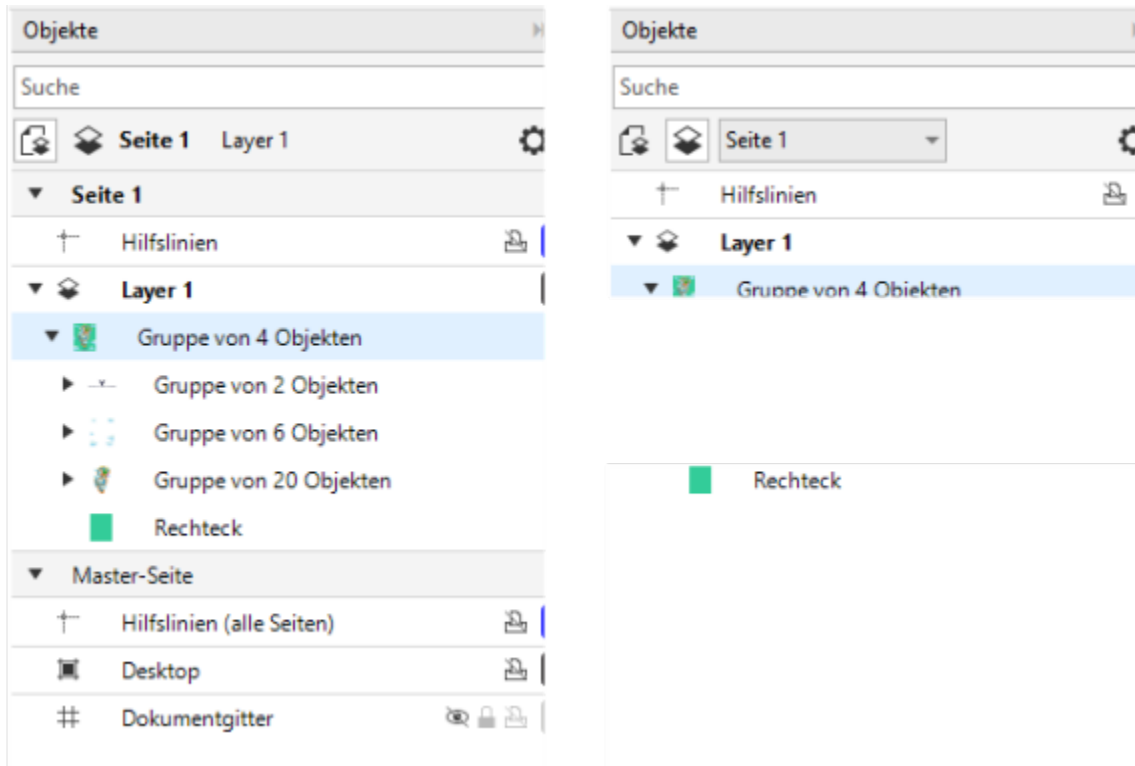 Objekte
Suche
Seite 1 Layer 1
Seite 1
Hilfslinien
Layer 1
Gruppe von 4 Objekten
Gruppe von 2 Objekten
Gruppe von 6 Objekten
Gruppe von 20 Objekten
Rechteck
Master-Seite
Hilfslinien (alle Seiten)
Desktop
Dokumentgitter
Objekte
Suche
Seite 1
Hilfslinien
Layer 1
Gruppe von 4 Objekten
Rechteck